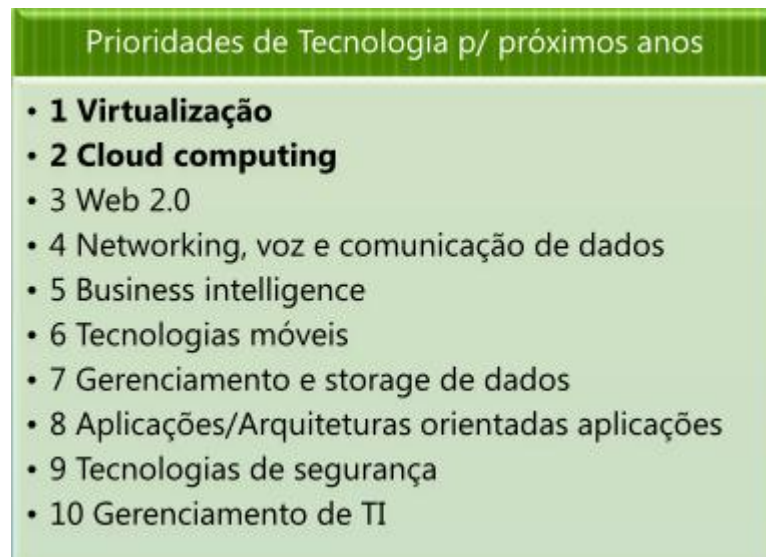 Prioridades de Tecnologia p/ próximos anos
• 1 Virtualização
• 2 Cloud computing
• 3 Web 2.0
• 4 Networking, voz e comunicação de dados
• 5 Business intelligence
• 6 Tecnologias móveis
• 7 Gerenciamento e storage de dados
• 8 Aplicações/Arquiteturas orientadas aplicações
• 9 Tecnologias de segurança
• 10 Gerenciamento de TI